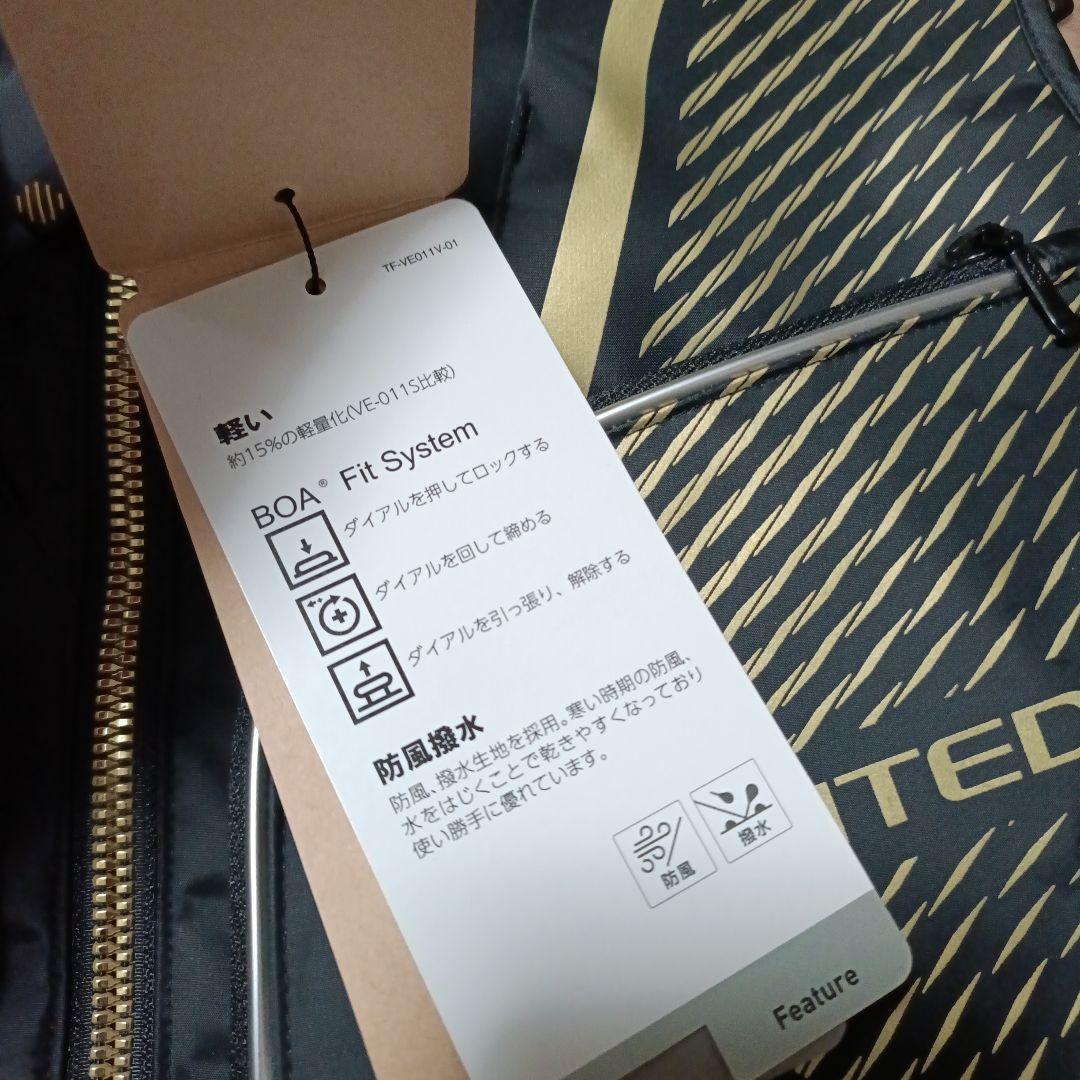 TF-VE011V-01
軽い
約15%の軽量化(VE-011S比較)
BOA® Fit System
ダイアルを押してロックする
ダイアルを回して締める
ダイアルを引っ張り、解除する
防風撥水
防風、撥水生地を採用。寒い時期の防風、
水をはじくことで乾きやすくなっており
使い勝手に優れています。
防風
撥水
Feature
ITED